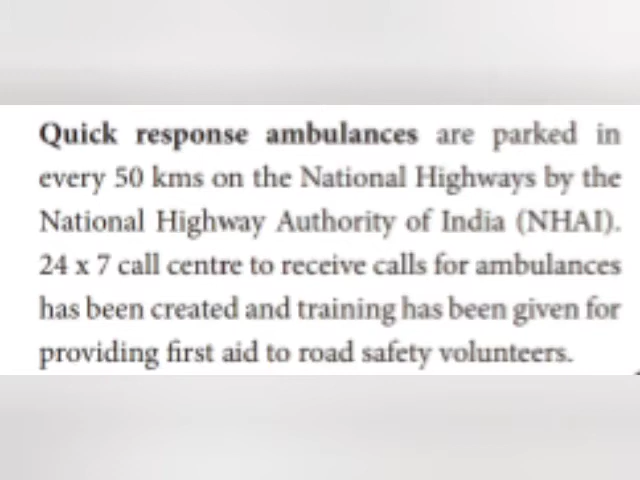 Quick response ambulances are parked in
every 50 kms on the National Highways by the
National Highway Authority of India (NHAI).
24 x 7 call centre to receive calls for ambulances
has been created and training has been given for
providing first aid to road safety volunteers.